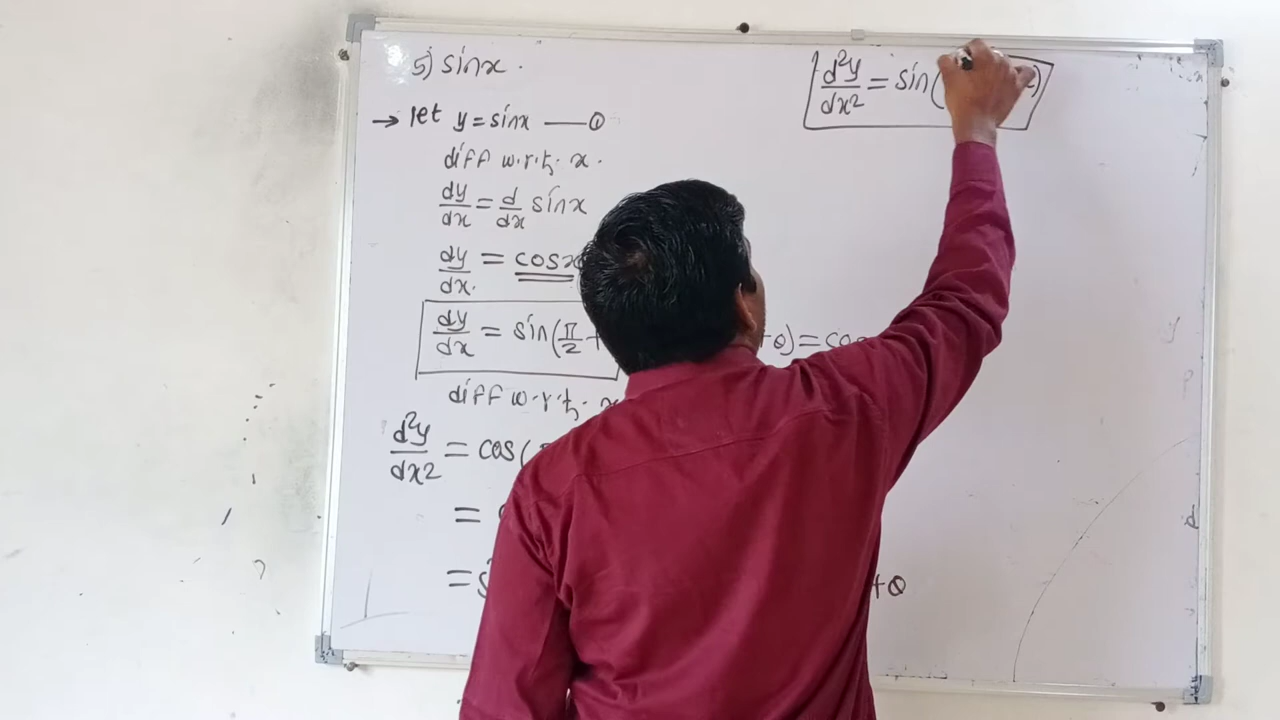 5) sinx.
→ let y = sinx —— ①
diff w.r.t. x.
dy/dx = d/dx sinx
dy/dx. = cosx
dy/dx = sin(π/2 +
diff w.r.t. x
d²y/dx2 = cos(
=
= s
+θ) = cos
+θ
d²y/dx2 = sin( x)